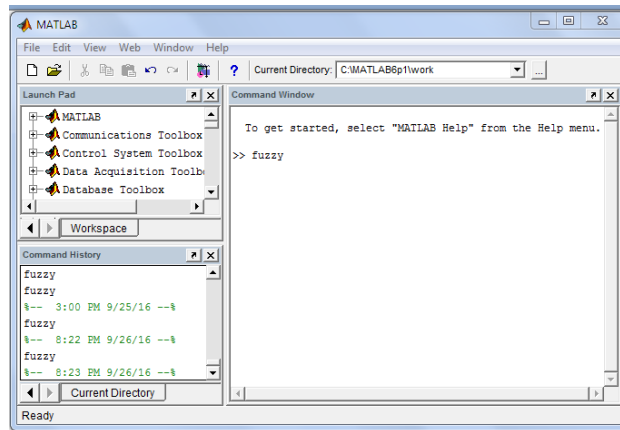 MATLAB
File Edit View Web Window Help
? Current Directory: C:\MATLAB6p1\work ...
Launch Pad
MATLAB
Communications Toolbox
Control System Toolbox
Data Acquisition Toolb
Database Toolbox
Workspace
Command History
fuzzy
fuzzy
%-- 3:00 PM 9/25/16 --%
fuzzy
%-- 8:22 PM 9/26/16 --%
fuzzy
%-- 8:23 PM 9/26/16 --%
Current Directory
Command Window
To get started, select "MATLAB Help" from the Help menu.
>> fuzzy
Ready